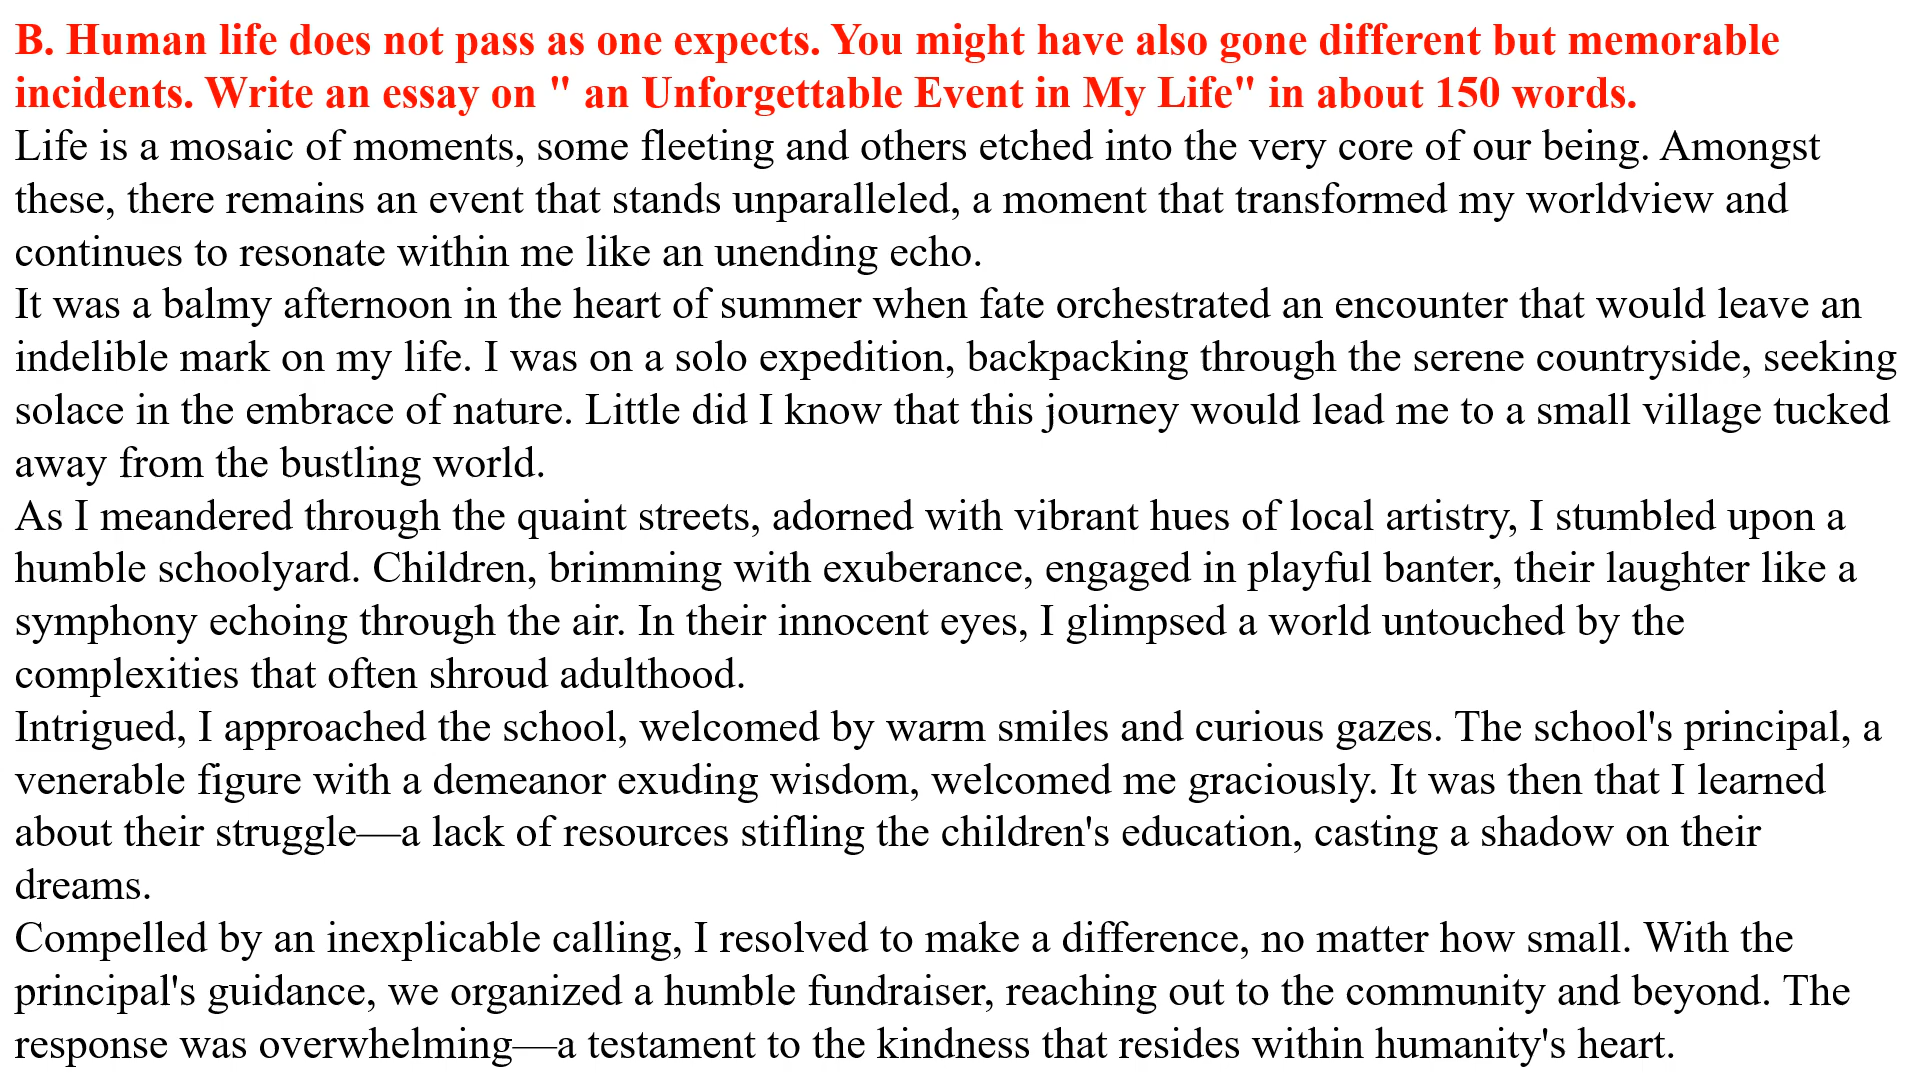 B. Human life does not pass as one expects. You might have also gone different but memorable
incidents. Write an essay on " an Unforgettable Event in My Life" in about 150 words.
Life is a mosaic of moments, some fleeting and others etched into the very core of our being. Amongst
these, there remains an event that stands unparalleled, a moment that transformed my worldview and
continues to resonate within me like an unending echo.
It was a balmy afternoon in the heart of summer when fate orchestrated an encounter that would leave an
indelible mark on my life. I was on a solo expedition, backpacking through the serene countryside, seeking
solace in the embrace of nature. Little did I know that this journey would lead me to a small village tucked
away from the bustling world.
As I meandered through the quaint streets, adorned with vibrant hues of local artistry, I stumbled upon a
humble schoolyard. Children, brimming with exuberance, engaged in playful banter, their laughter like a
symphony echoing through the air. In their innocent eyes, I glimpsed a world untouched by the
complexities that often shroud adulthood.
Intrigued, I approached the school, welcomed by warm smiles and curious gazes. The school's principal, a
venerable figure with a demeanor exuding wisdom, welcomed me graciously. It was then that I learned
about their struggle—a lack of resources stifling the children's education, casting a shadow on their
dreams.
Compelled by an inexplicable calling, I resolved to make a difference, no matter how small. With the
principal's guidance, we organized a humble fundraiser, reaching out to the community and beyond. The
response was overwhelming—a testament to the kindness that resides within humanity's heart.